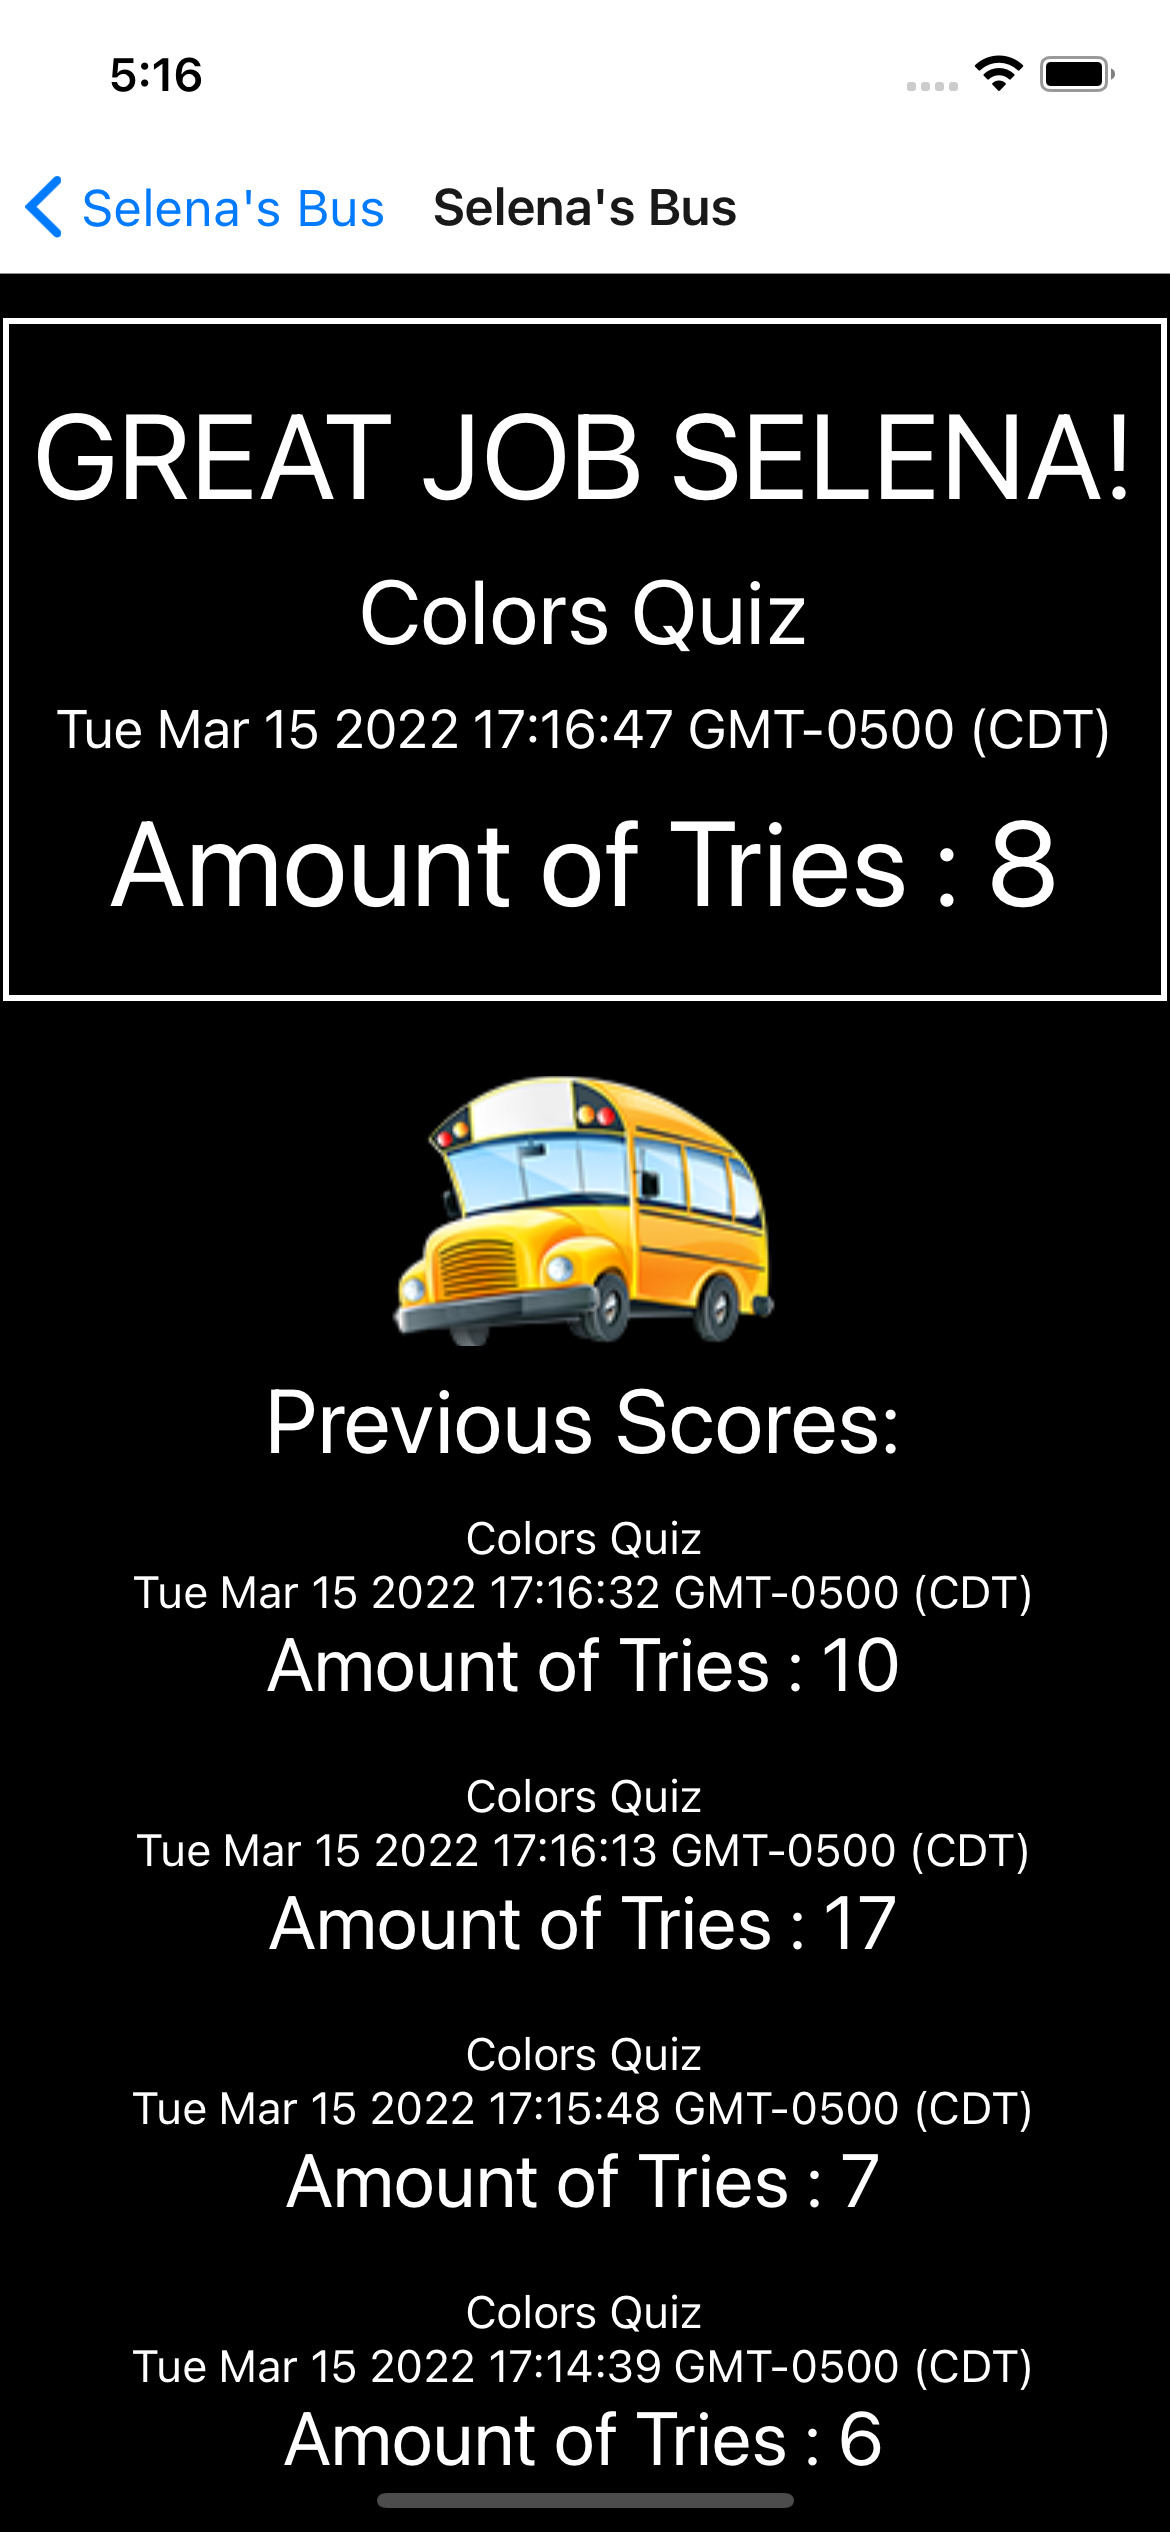 5:16
Selena's Bus
Selena's Bus
GREAT JOB SELENA!
Colors Quiz
Tue Mar 15 2022 17:16:47 GMT-0500 (CDT)
Amount of Tries : 8
Previous Scores:
Colors Quiz
Tue Mar 15 2022 17:16:32 GMT-0500 (CDT)
Amount of Tries : 10
Colors Quiz
Tue Mar 15 2022 17:16:13 GMT-0500 (CDT)
Amount of Tries : 17
Colors Quiz
Tue Mar 15 2022 17:15:48 GMT-0500 (CDT)
Amount of Tries : 7
Colors Quiz
Tue Mar 15 2022 17:14:39 GMT-0500 (CDT)
Amount of Tries : 6